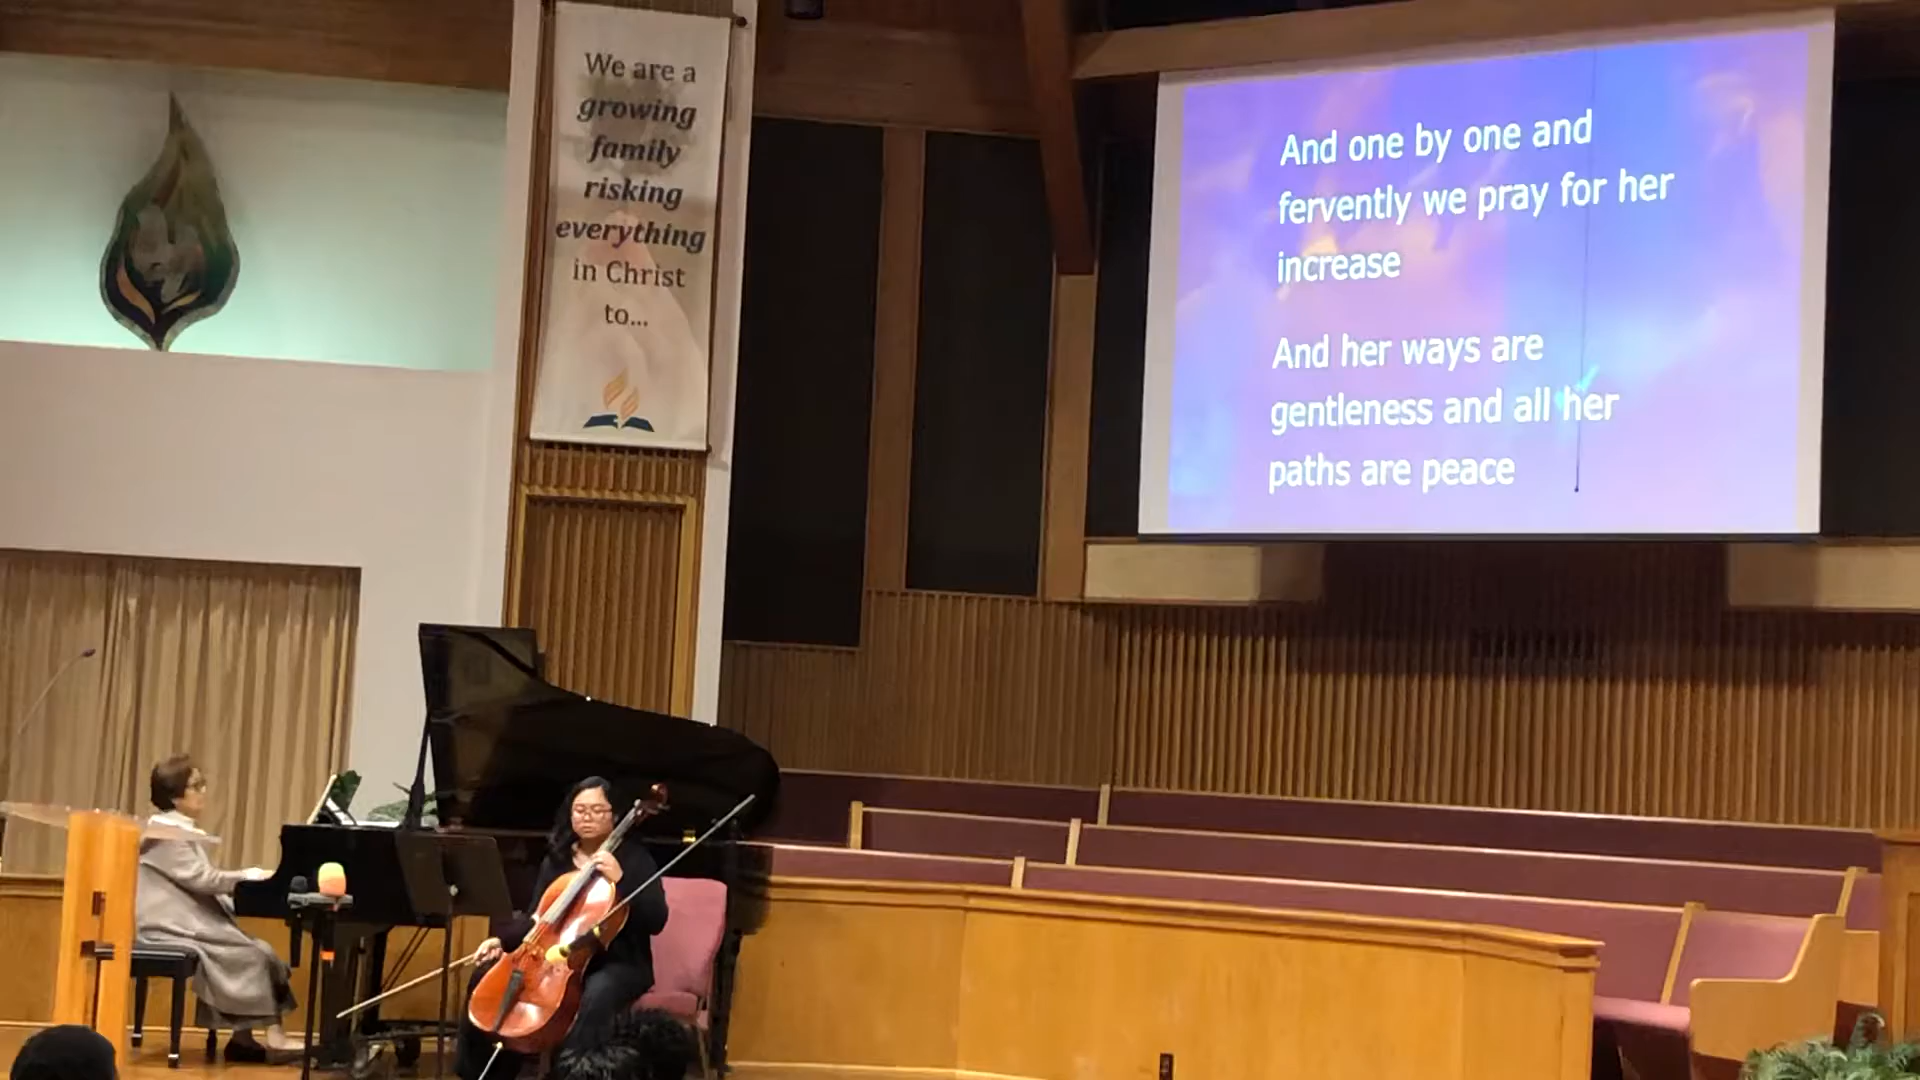 We are a
growing
family
risking
everything
in Christ
to...
And one by one and
fervently we pray for her
increase
And her ways are
gentleness and all her
paths are peace